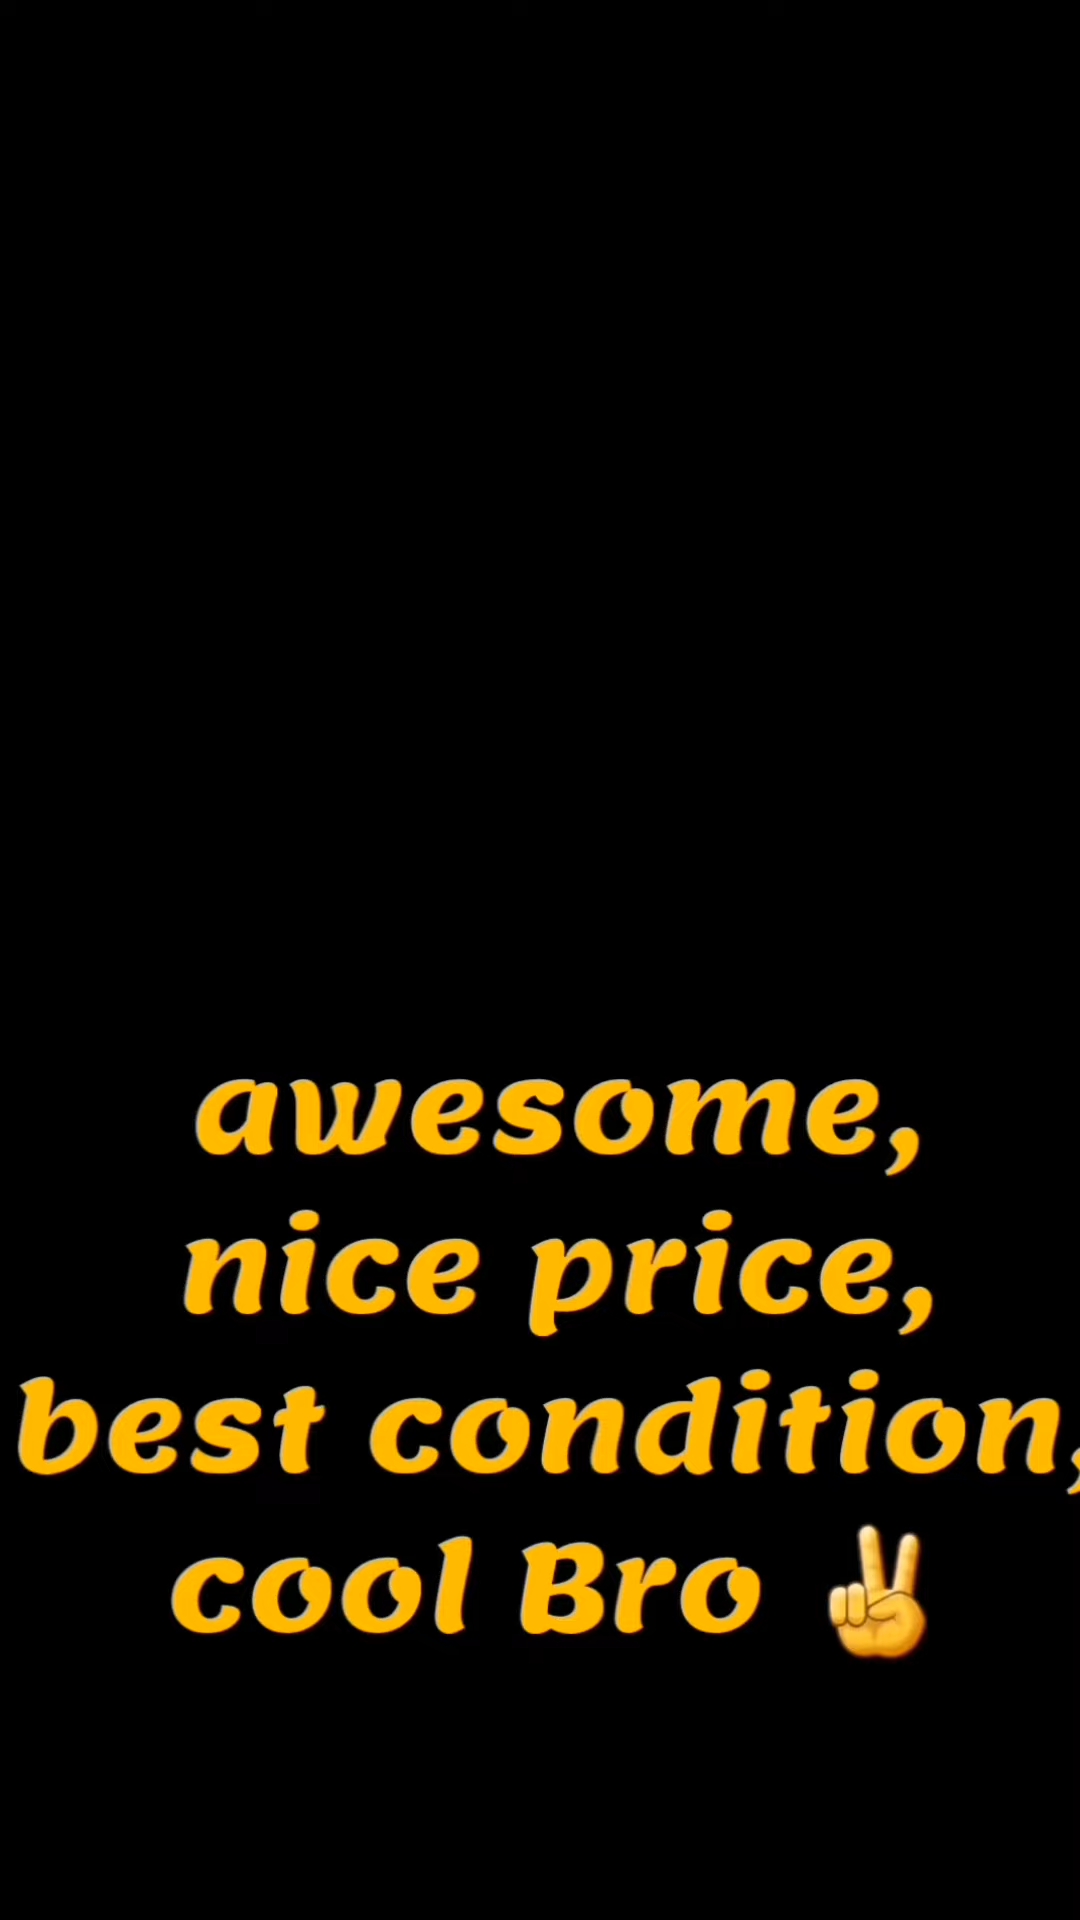 awesome,
nice price,
best condition,
cool Bro ✌️